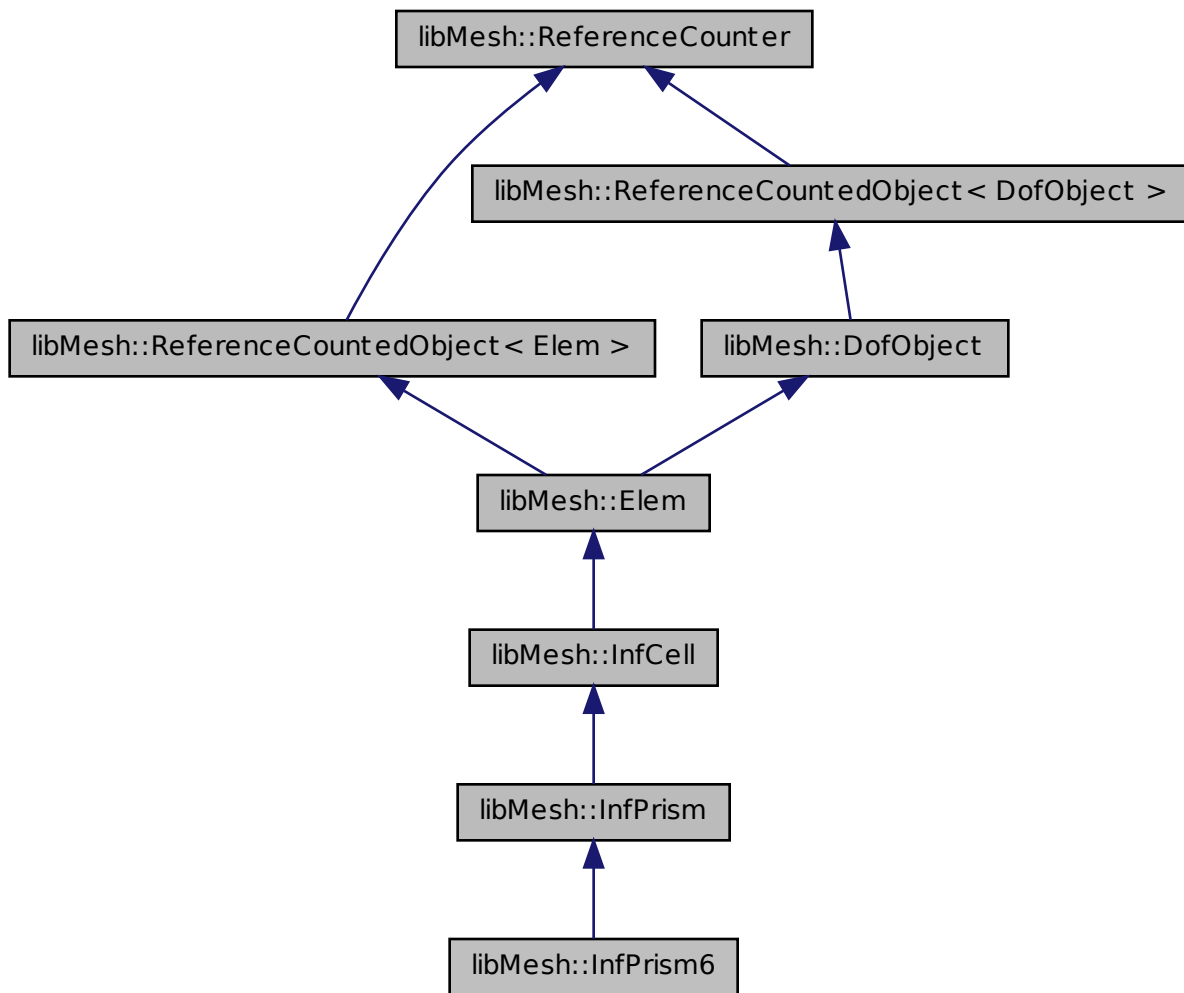 libMesh::ReferenceCounter
libMesh::ReferenceCountedObject< DofObject >
libMesh::ReferenceCountedObject< Elem >
libMesh::DofObject
libMesh::Elem
libMesh::InfCell
libMesh::InfPrism
libMesh::InfPrism6